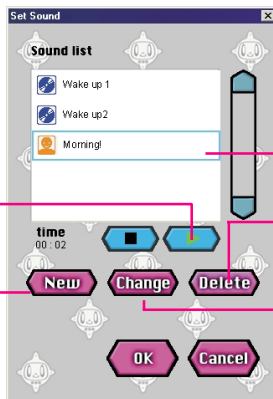 Set Sound
Sound list
Wake up 1
Wake up2
Morning!
time
00 : 02
New Change Delete
OK Cancel